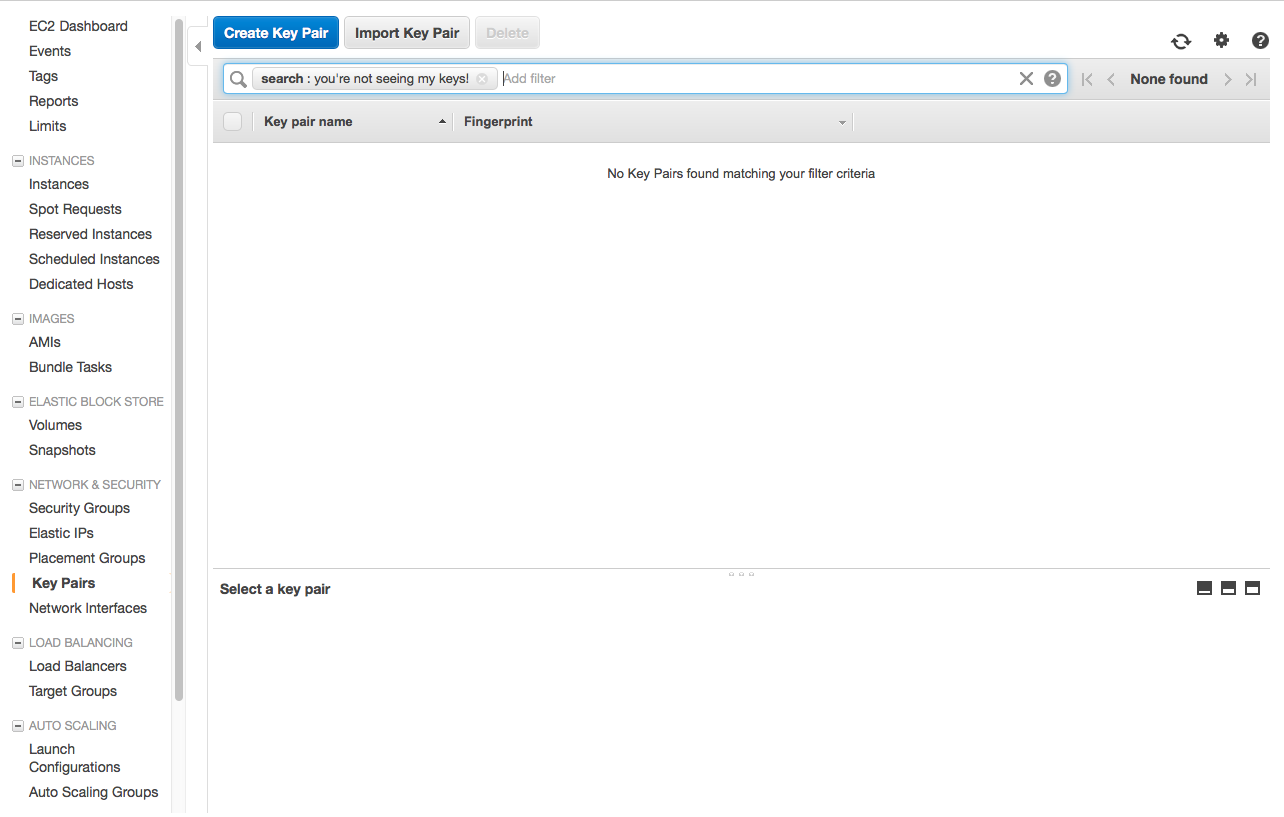 EC2 Dashboard
Events
Tags
Reports
Limits
INSTANCES
Instances
Spot Requests
Reserved Instances
Scheduled Instances
Dedicated Hosts
IMAGES
AMIs
Bundle Tasks
ELASTIC BLOCK STORE
Volumes
Snapshots
NETWORK & SECURITY
Security Groups
Elastic IPs
Placement Groups
Key Pairs
Network Interfaces
LOAD BALANCING
Load Balancers
Target Groups
AUTO SCALING
Launch
Configurations
Auto Scaling Groups
Create Key Pair Import Key Pair Delete
search : you're not seeing my keys! Add filter None found
Key pair name Fingerprint
No Key Pairs found matching your filter criteria
Select a key pair